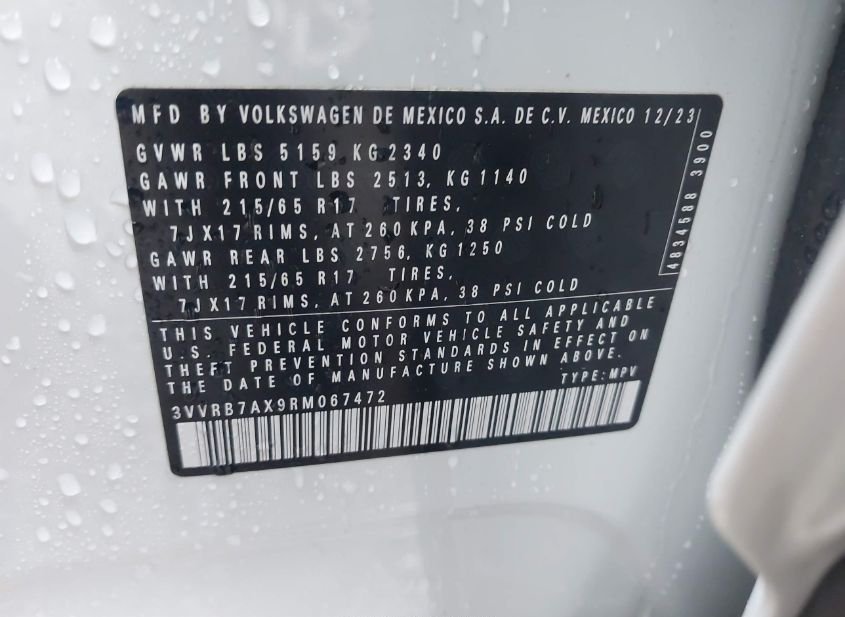 MFD BY VOLKSWAGEN DE MEXICO S.A. DE C.V. MEXICO 12/23
GVWR LBS 5159 KG 2340
GAWR FRONT LBS 2513, KG 1140
WITH 215/65 R17 TIRES,
7JX17 RIMS, AT 260 KPA, 38 PSI COLD
GAWR REAR LBS 2756, KG 1250
WITH 215/65 R17 TIRES,
7JX17 RIMS, AT 260 KPA, 38 PSI COLD
4834588 3900
THIS VEHICLE CONFORMS TO ALL APPLICABLE
U.S. FEDERAL MOTOR VEHICLE SAFETY AND
THEFT PREVENTION STANDARDS IN EFFECT ON
THE DATE OF MANUFACTURE SHOWN ABOVE.
TYPE: MPV
3VVRB7AX9RM067472